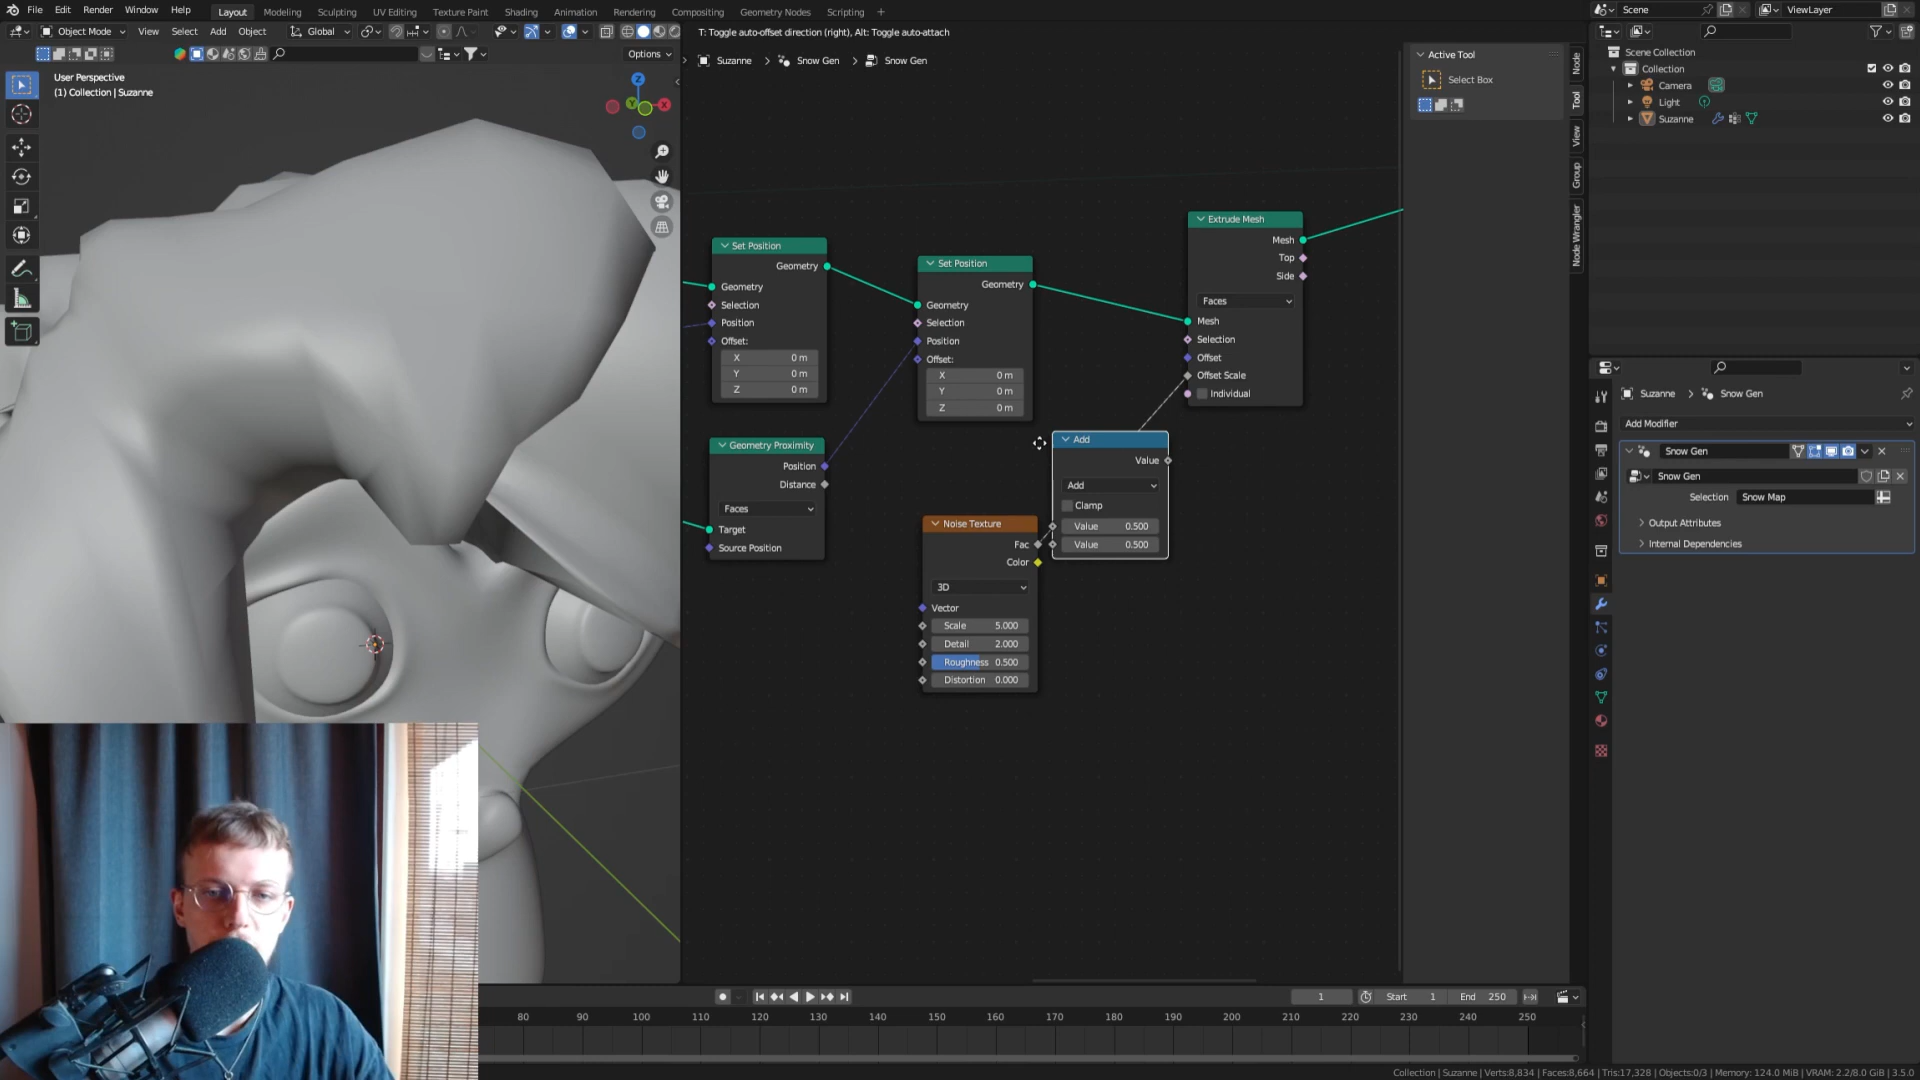 File Edit Render Window Help Layout Modeling Sculpting UV Editing Texture Paint Shading Animation Rendering Compositing Geometry Nodes Scripting + Scene ViewLayer
Object Mode View Select Add Object Global T: Toggle auto-offset direction (right), Alt: Toggle auto-attach
Options
Suzanne > Snow Gen > Snow Gen
User Perspective
(1) Collection | Suzanne
Z
X
Y
Active Tool
Select Box
Node
Tool
View
Group
Node Wrangler
Scene Collection
Collection
Camera
Light
Suzanne
Set Position
Geometry
Geometry
Selection
Position
Offset:
X 0 m
Y 0 m
Z 0 m
Set Position
Geometry
Geometry
Selection
Position
Offset:
X 0 m
Y 0 m
Z 0 m
Extrude Mesh
Mesh
Top
Side
Faces
Mesh
Selection
Offset
Offset Scale
Individual
Geometry Proximity
Position
Distance
Faces
Target
Source Position
Add
Value
Add
Clamp
Value 0.500
Value 0.500
Noise Texture
Fac
Color
3D
Vector
Scale 5.000
Detail 2.000
Roughness 0.500
Distortion 0.000
Suzanne > Snow Gen
Add Modifier
Snow Gen
Snow Gen
Selection Snow Map
Output Attributes
Internal Dependencies
1 Start 1 End 250
80 90 100 110 120 130 140 150 160 170 180 190 200 210 220 230 240 250
Collection | Suzanne | Verts:8,834 | Faces:8,664 | Tris:17,328 | Objects:0/3 | Memory: 124.0 MiB | VRAM: 2.2/8.0 GiB | 3.5.0